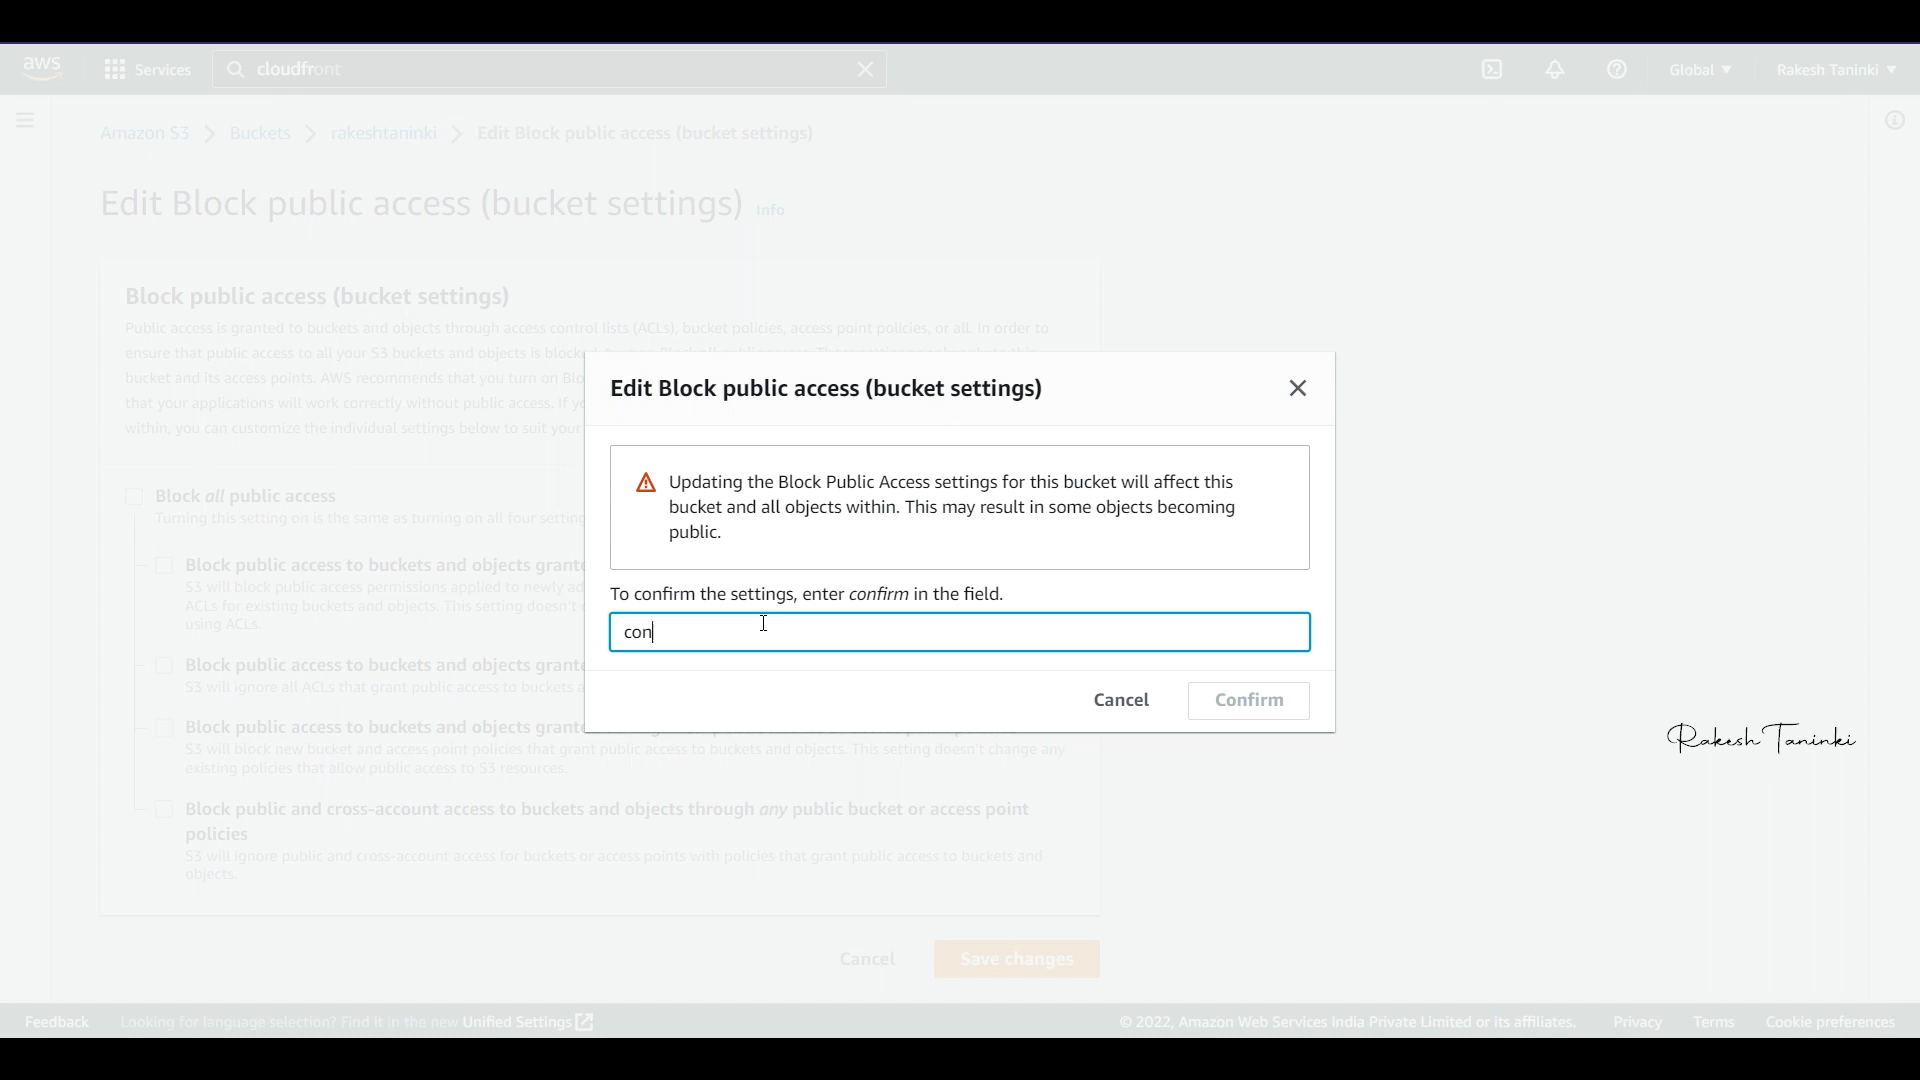 aws
Services
cloudfront
Global
Rakesh Taninki
Amazon S3
Buckets
rakeshtaninki
Edit Block public access (bucket settings)
Edit Block public access (bucket settings)
Info
Block public access (bucket settings)
Public access is granted to buckets and objects through access control lists (ACLs), bucket policies, access point policies, or all. In order to
ensure that public access to all your S3 buckets and objects is
bucket and its access points. AWS recommends that you turn on
that your applications will work correctly without public access. If
within, you can customize the individual settings below to suit your
Block all public access
Turning this setting on is the same as turning on all four
Block public access to buckets and objects
S3 will block public access permissions applied to newly
ACLs for existing buckets and objects. This setting doesn't
using ACLs.
Block public access to buckets and objects
S3 will ignore all ACLs that grant public access to buckets
Block public access to buckets and objects
S3 will block new bucket and access point policies that grant public access to buckets and objects. This setting doesn't change any
existing policies that allow public access to S3 resources.
Block public and cross-account access to buckets and objects through any public bucket or access point
policies
S3 will ignore public and cross-account access for buckets or access points with policies that grant public access to buckets and
objects.
Cancel
Save changes
Edit Block public access (bucket settings)
Updating the Block Public Access settings for this bucket will affect this
bucket and all objects within. This may result in some objects becoming
public.
To confirm the settings, enter confirm in the field.
con
Cancel
Confirm
Rakesh Taninki
Feedback
Looking for language selection? Find it in the new Unified Settings
© 2022, Amazon Web Services India Private Limited or its affiliates.
Privacy
Terms
Cookie preferences